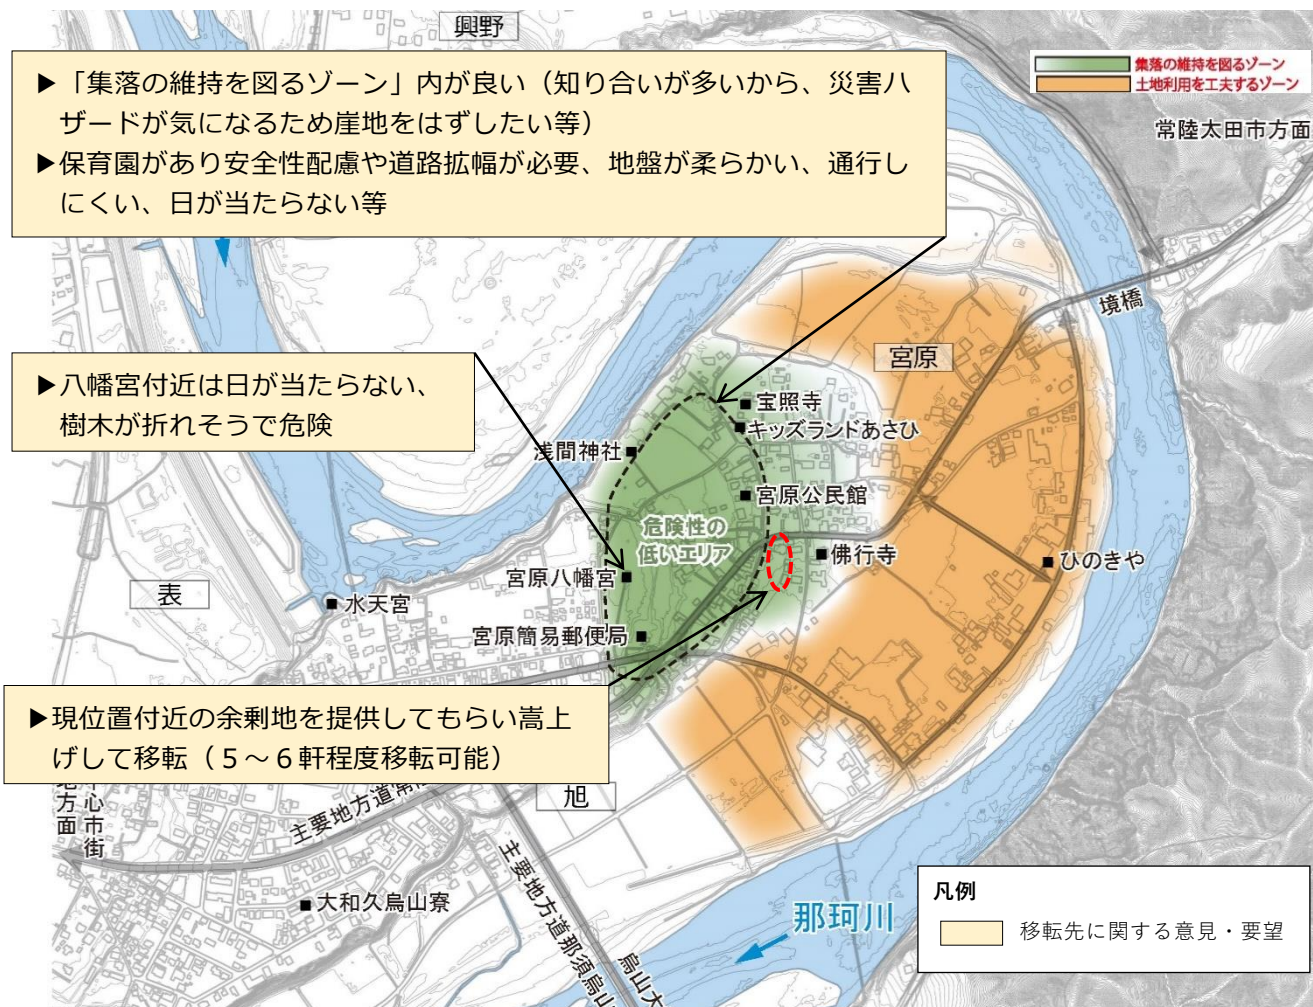 興野
▶「集落の維持を図るゾーン」内が良い（知り合いが多いから、災害ハ
ザードが気になるため崖地をはずしたい等）
▶保育園があり安全性配慮や道路拡幅が必要、地盤が柔らかい、通行し
にくい、日が当たらない等
集落の維持を図るゾーン
土地利用を工夫するゾーン
常陸太田市方面
境橋
宮原
▶八幡宮付近は日が当たらない、
樹木が折れそうで危険
■宝照寺
キッズランドあさひ
浅間神社■
■宮原公民館
危険性の
低いエリア
■佛行寺
■ひのきや
宮原八幡宮■
表
■水天宮
宮原簡易郵便局■
▶現位置付近の余剰地を提供してもらい嵩上
げして移転（５～６軒程度移転可能）
旭
心市街
方面
主要地方道常
■大和久烏山寮
主要地方道那須烏山
烏山大
那珂川
凡例
移転先に関する意見・要望